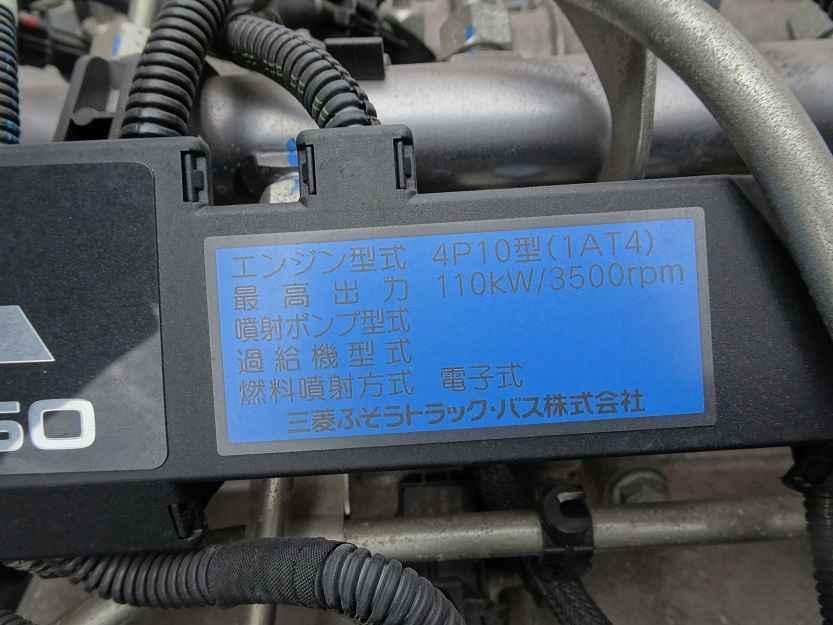 エンジン型式 4P10型(1AT4)
最高出力 110kW/3500rpm
噴射ポンプ型式
過給機型式
燃料噴射方式 電子式
三菱ふそうトラック・バス株式会社